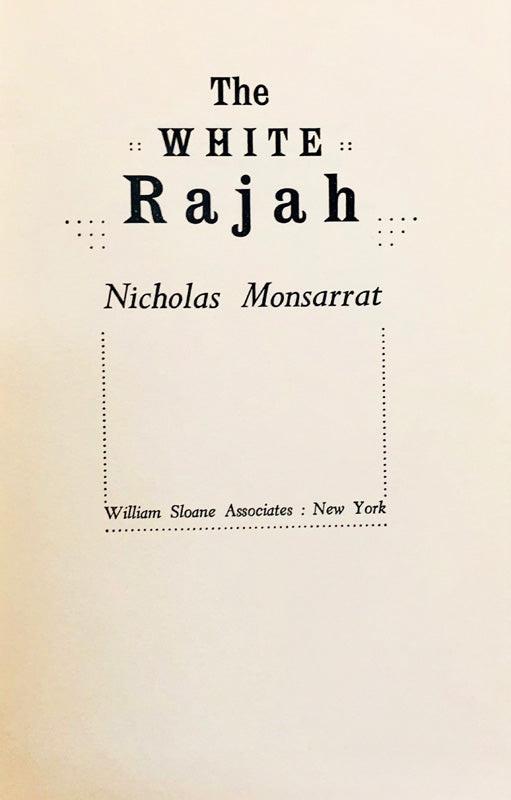 The
WHITE
Rajah
Nicholas Monsarrat
William Sloane Associates : New York